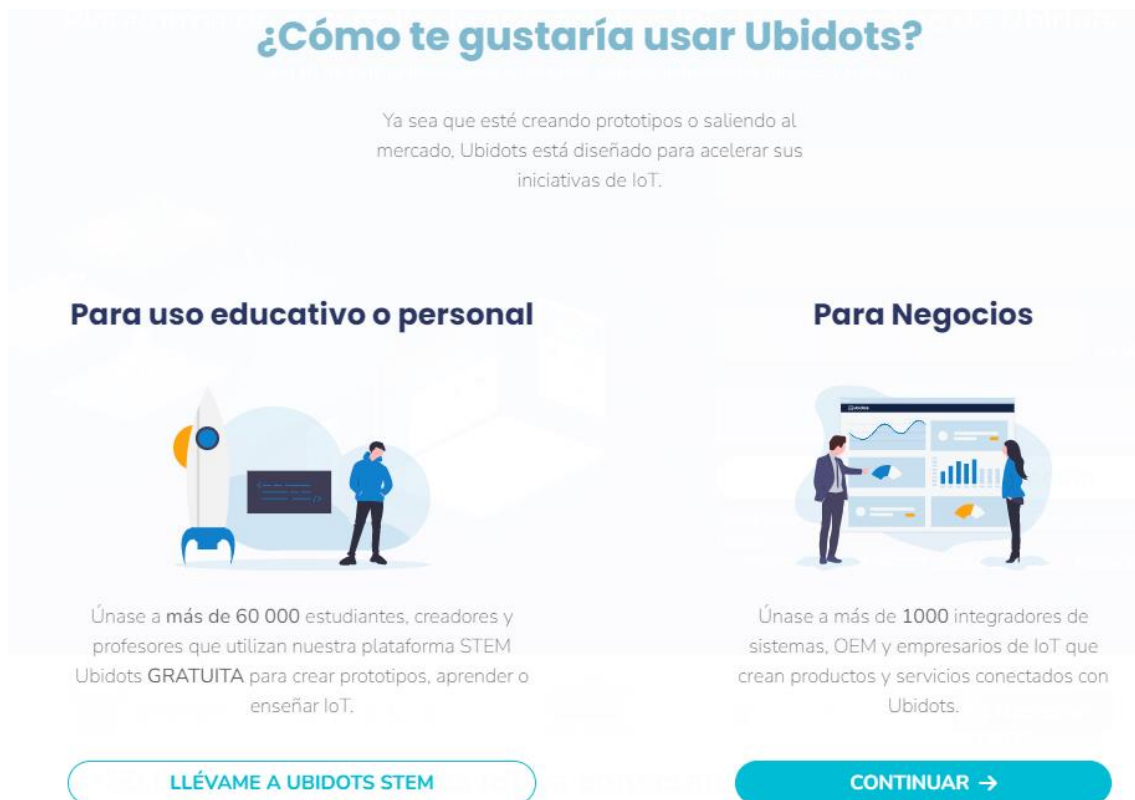 ¿Cómo te gustaría usar Ubidots?
Ya sea que esté creando prototipos o saliendo al
mercado, Ubidots está diseñado para acelerar sus
iniciativas de IoT.
Para uso educativo o personal
Únase a más de 60 000 estudiantes, creadores y
profesores que utilizan nuestra plataforma STEM
Ubidots GRATUITA para crear prototipos, aprender o
enseñar IoT.
LLÉVAME A UBIDOTS STEM
Para Negocios
Únase a más de 1000 integradores de
sistemas, OEM y empresarios de IoT que
crean productos y servicios conectados con
Ubidots.
CONTINUAR →